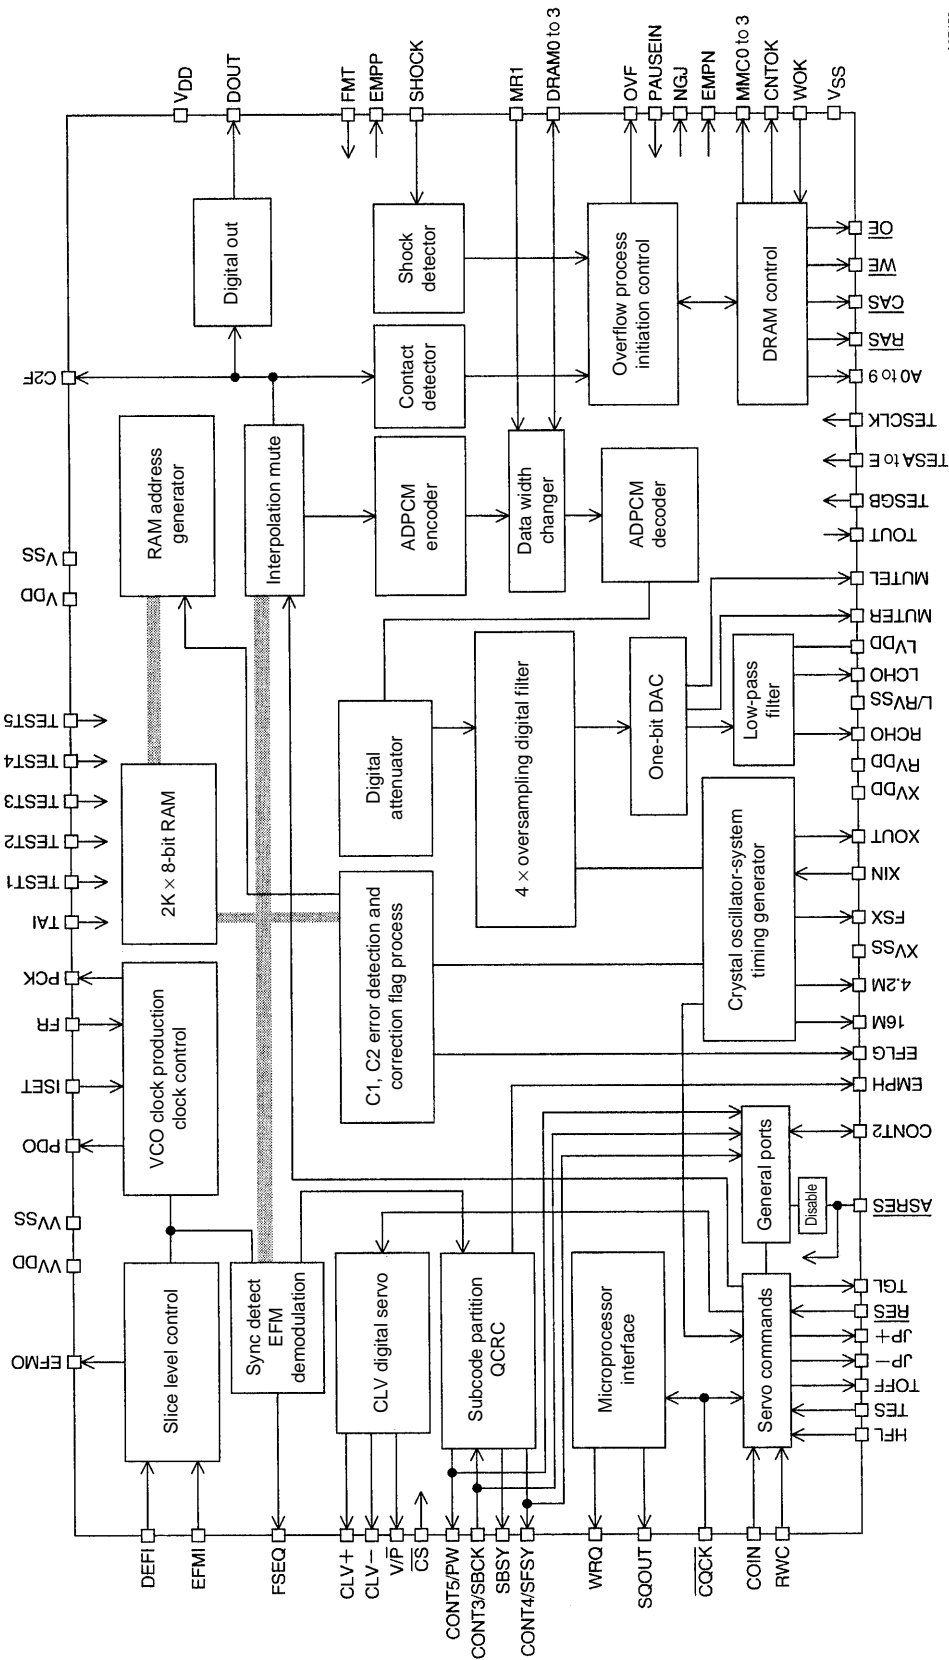 VDD
DOUT
FMT
EMPP
SHOCK
MR1
DRAM0 to 3
OVF
PAUSEIN
NGJ
EMPN
MMC0 to 3
CNTOK
WOK
VSS
C2F
VSS
VDD
TEST5
TEST4
TEST3
TEST2
TEST1
TAI
PCK
FR
ISET
PDO
VVSS
VVDD
EFMO
Digital out
Shock
detector
Contact
detector
Overflow process
initiation control
DRAM control
RAM address
generator
Interpolation mute
ADPCM
encoder
Data width
changer
ADPCM
decoder
2K × 8-bit RAM
Digital
attenuator
4 × oversampling digital filter
One-bit DAC
Low-pass
filter
VCO clock production
clock control
C1, C2 error detection and
correction flag process
Crystal oscillator-system
timing generator
Slice level control
Sync detect
EFM
demodulation
CLV digital servo
Subcode partition
QCRC
Microprocessor
interface
General ports
Disable
Servo commands
OE
WE
CAS
RAS
A0 to 9
TESCLK
TESA to E
TESGB
TOUT
MUTEL
MUTER
LVDD
LCHO
L/RVSS
RCHO
RVDD
XVDD
XOUT
XIN
FSX
XVSS
4.2M
16M
EFLG
EMPH
CONT2
ASRES
TGL
RES
JP+
JP−
TOFF
TES
HFL
DEFI
EFMI
FSEQ
CLV+
CLV−
V/P
CS
CONT5/PW
CONT3/SBCK
SBSY
CONT4/SFSY
WRQ
SQOUT
CQCK
COIN
RWC